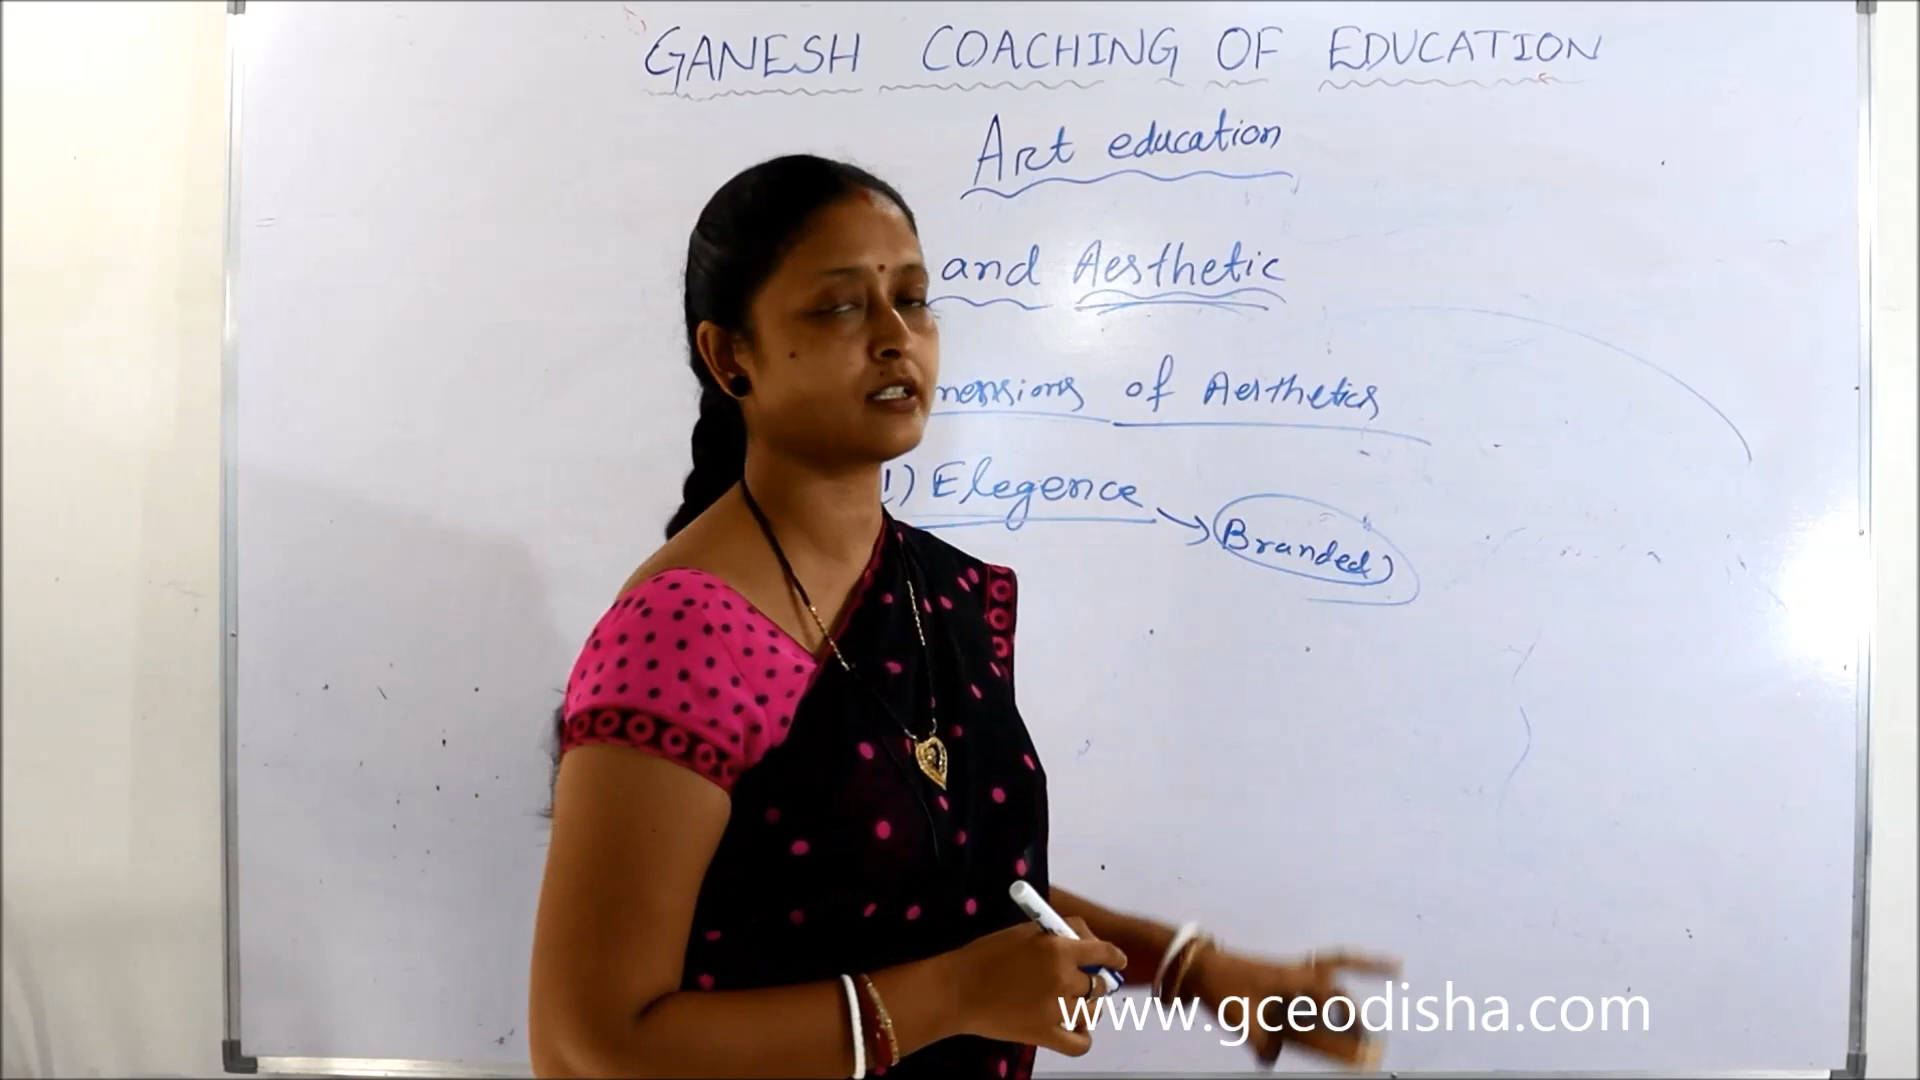 GANESH COACHING OF EDUCATION
Art education
and Aesthetic
mensions of Aesthetics
1) Elegence → Branded
www.gceodisha.com